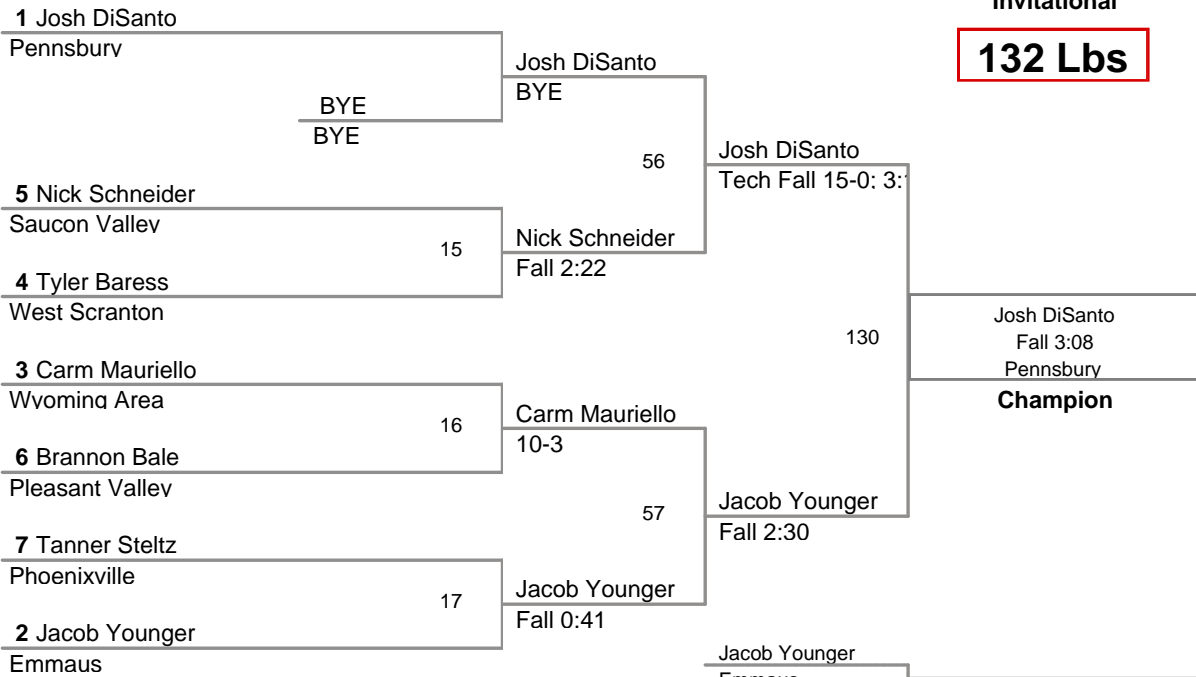 Invitational
132 Lbs
1 Josh DiSanto
Pennsbury
BYE
BYE
Josh DiSanto
BYE
56
5 Nick Schneider
Saucon Valley
15
4 Tyler Baress
West Scranton
Nick Schneider
Fall 2:22
Josh DiSanto
Tech Fall 15-0: 3:
130
Josh DiSanto
Fall 3:08
Pennsbury
Champion
3 Carm Mauriello
Wyoming Area
16
6 Brannon Bale
Pleasant Valley
Carm Mauriello
10-3
57
7 Tanner Steltz
Phoenixville
17
2 Jacob Younger
Emmaus
Jacob Younger
Fall 0:41
Jacob Younger
Fall 2:30
Jacob Younger
Emmaus